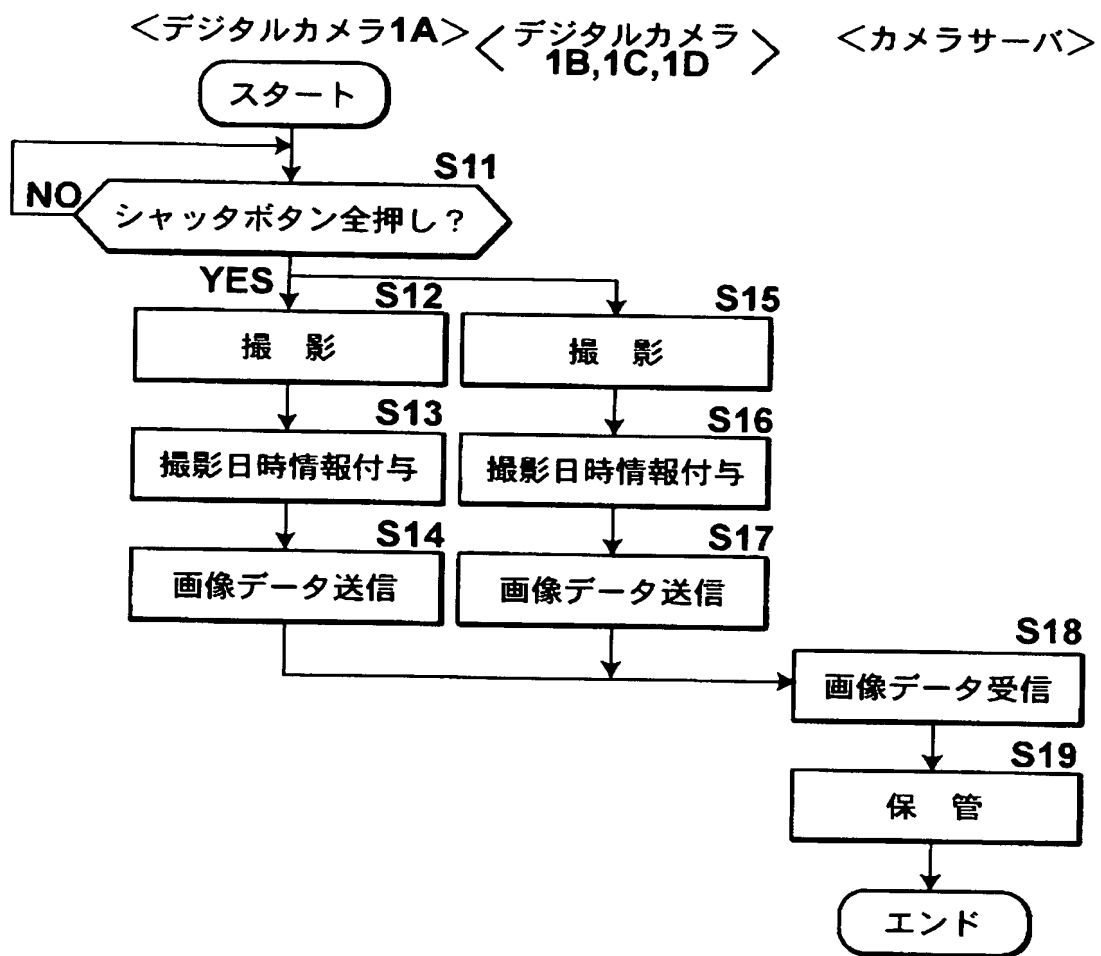 <デジタルカメラ1A>
<デジタルカメラ
1B,1C,1D>
<カメラサーバ>
スタート
S11
NO
シャッタボタン全押し?
YES
S12
S15
撮 影
撮 影
S13
S16
撮影日時情報付与
撮影日時情報付与
S14
S17
画像データ送信
画像データ送信
S18
画像データ受信
S19
保 管
エンド